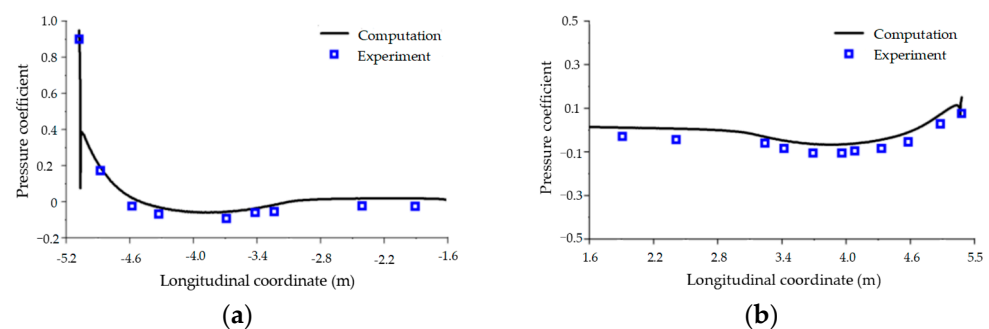 1.0
0.8
0.6
0.4
0.2
0
−0.2
Pressure coefficient
-5.2 -4.6 -4.0 -3.4 -2.8 -2.2 -1.6
Longitudinal coordinate (m)
Computation
Experiment
(a)
0.5
0.3
0.1
−0.1
−0.3
−0.5
Pressure coefficient
1.6 2.2 2.8 3.4 4.0 4.6 5.5
Longitudinal coordinate (m)
Computation
Experiment
(b)